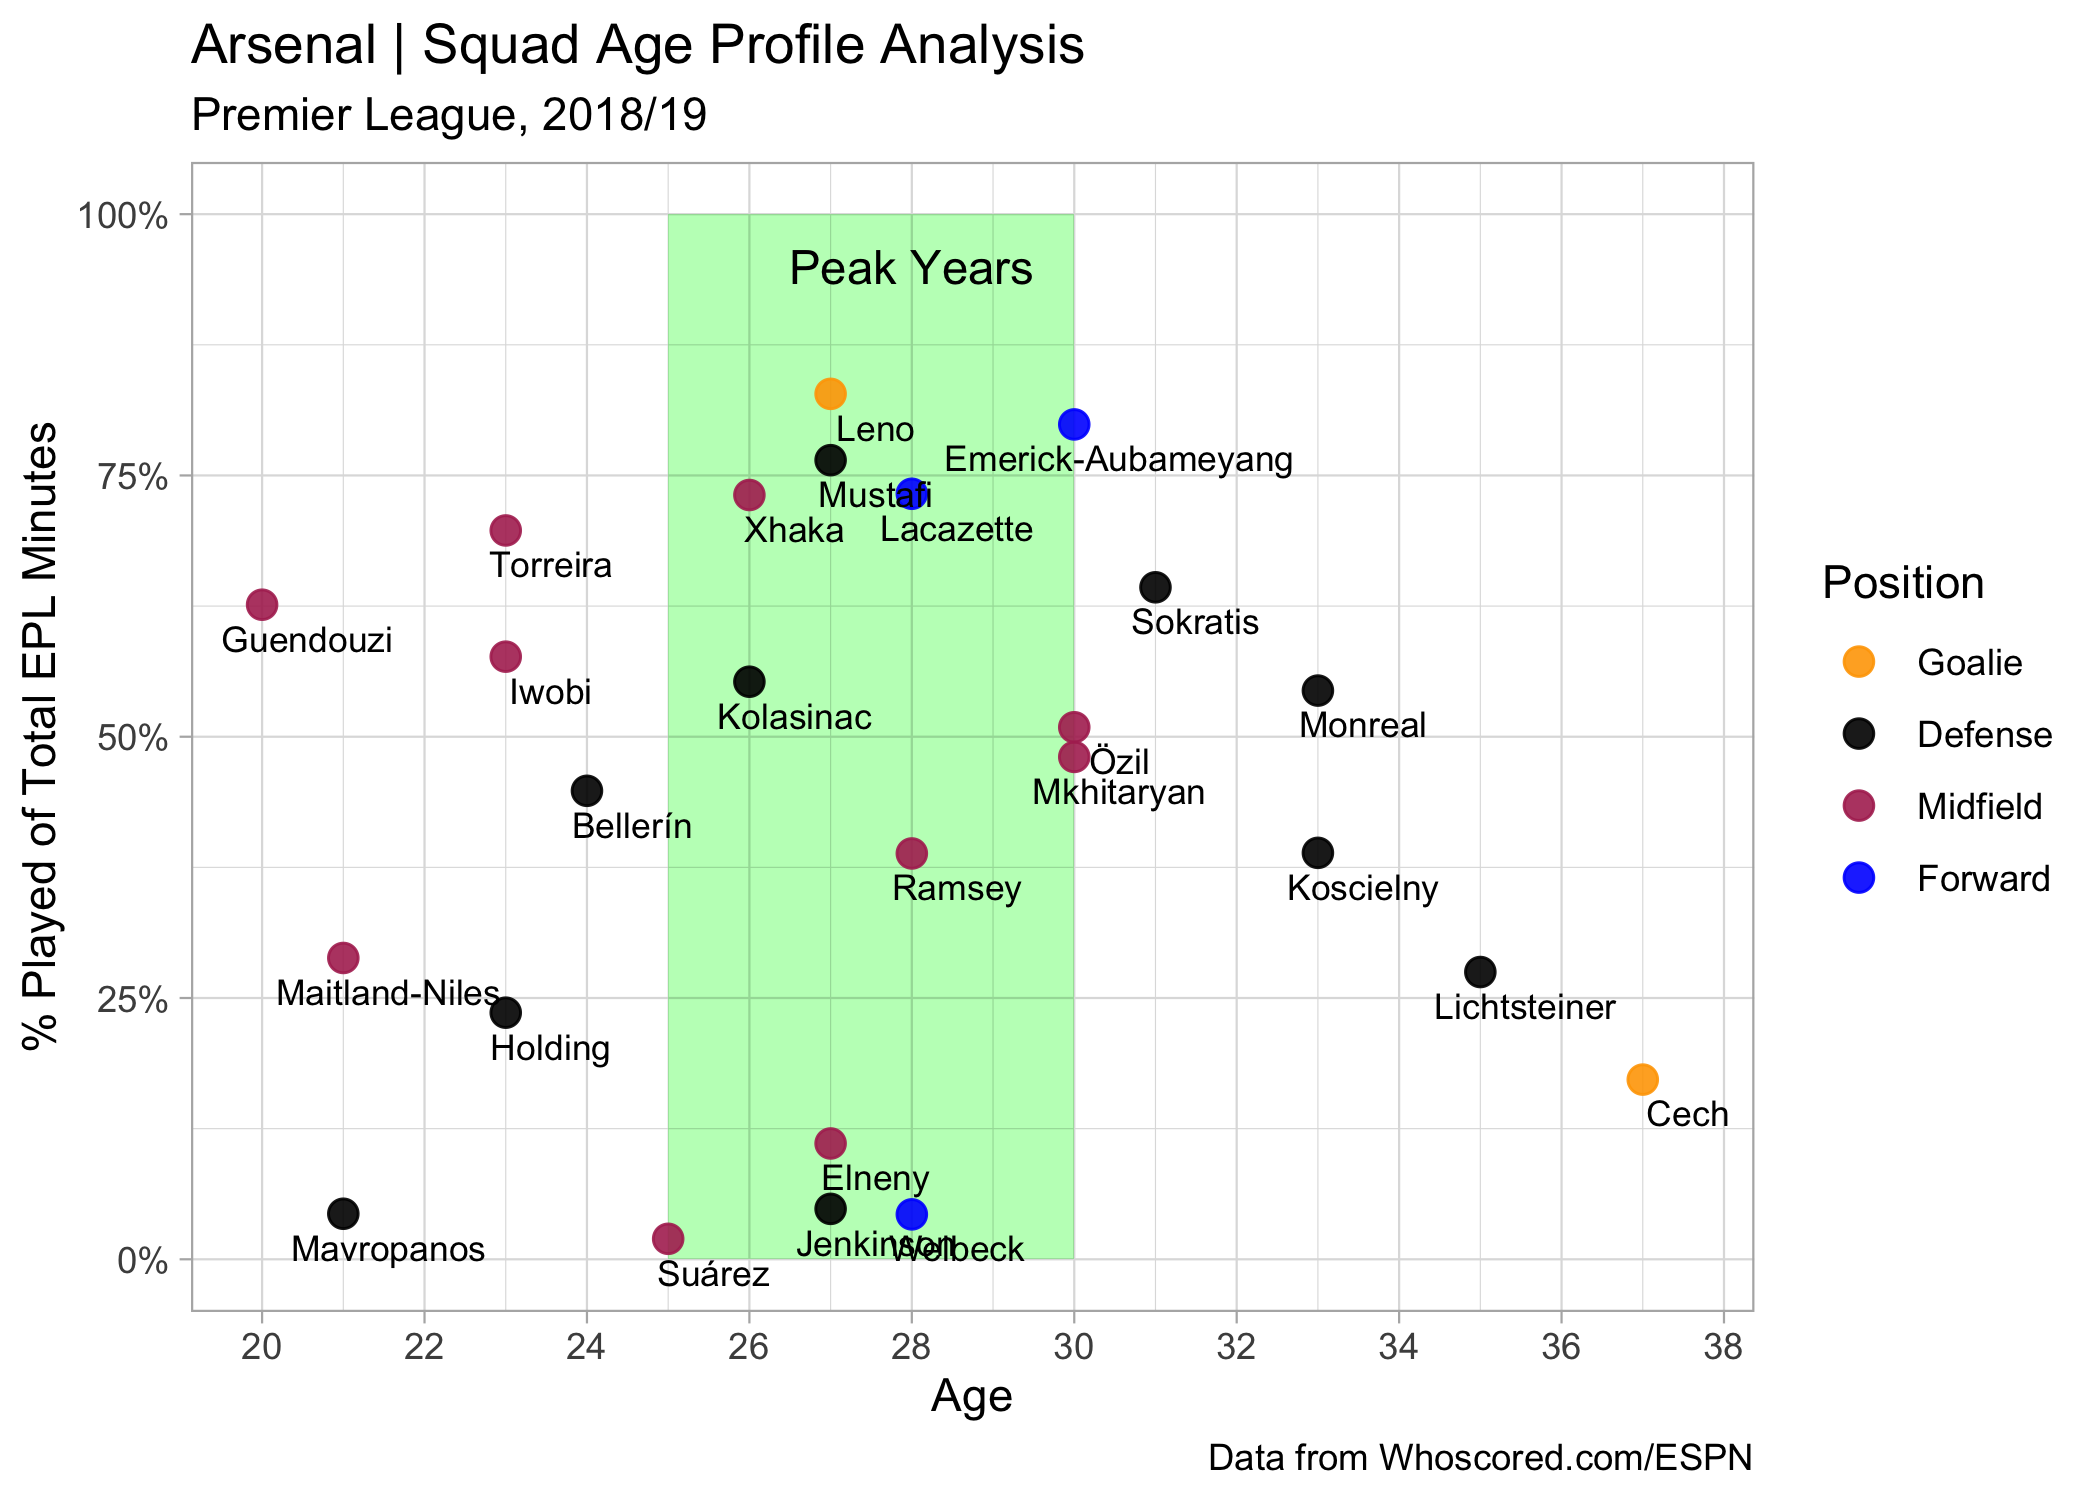 Arsenal | Squad Age Profile Analysis
Premier League, 2018/19
% Played of Total EPL Minutes
100%
75%
50%
25%
0%
Peak Years
Leno
Emerick-Aubameyang
Mustafi
Xhaka
Lacazette
Torreira
Sokratis
Guendouzi
Iwobi
Kolasinac
Monreal
Özil
Mkhitaryan
Bellerín
Ramsey
Koscielny
Maitland-Niles
Lichtsteiner
Holding
Cech
Elneny
Mavropanos
Jenkinson
Welbeck
Suárez
20 22 24 26 28 30 32 34 36 38
Age
Position
Goalie
Defense
Midfield
Forward
Data from Whoscored.com/ESPN